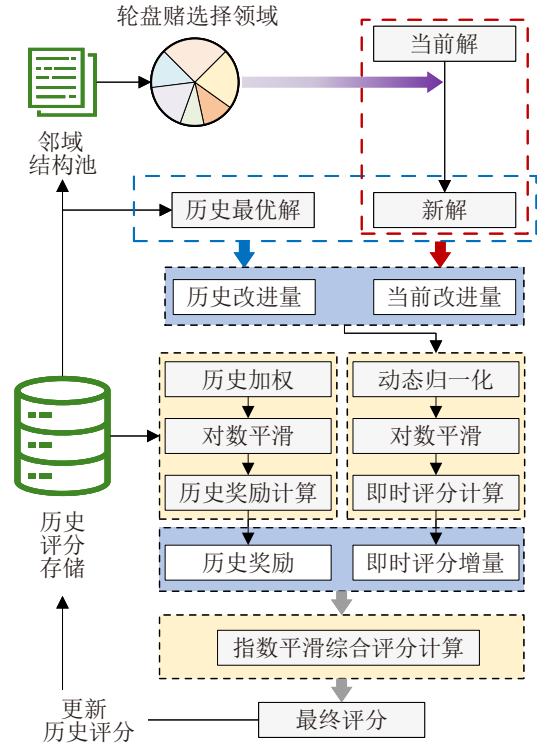 轮盘赌选择领域
当前解
邻域
结构池
历史最优解
新解
历史改进量
当前改进量
历史加权
动态归一化
对数平滑
对数平滑
历史奖励计算
即时评分计算
历史
评分
存储
历史奖励
即时评分增量
指数平滑综合评分计算
更新
历史评分
最终评分